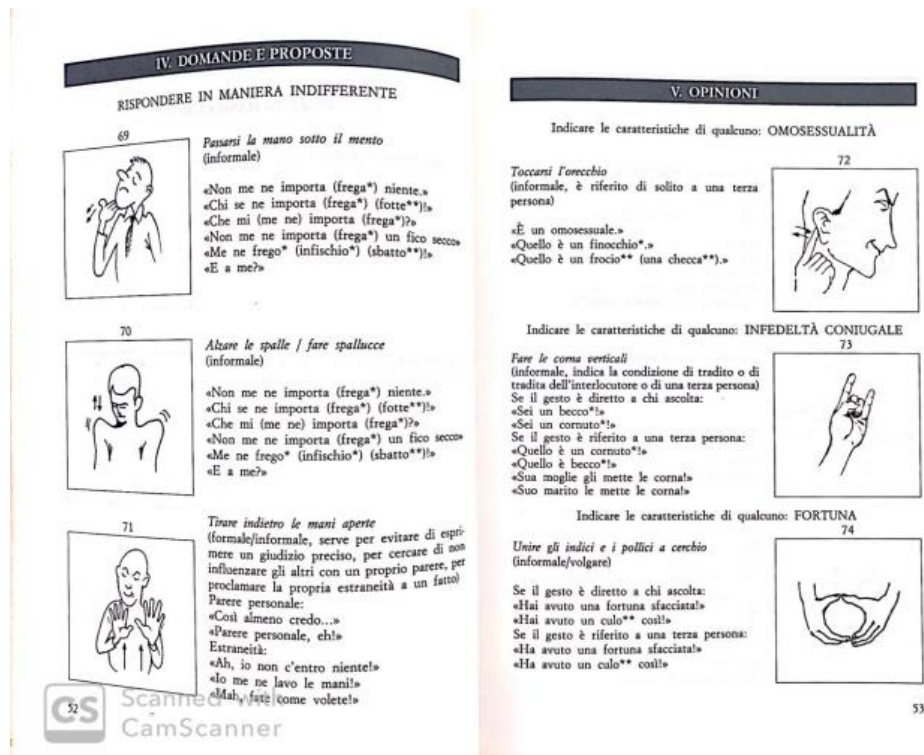 IV. DOMANDE E PROPOSTE
RISPONDERE IN MANIERA INDIFFERENTE
69
Passarsi la mano sotto il mento
(informale)
«Non me ne importa (frega*) niente.»
«Chi se ne importa (frega*) (fotte**)!»
«Che mi (me ne) importa (frega*)?»
«Non me ne importa (frega*) un fico secco»
«Me ne frego* (infischio*) (sbatto**)!»
«E a me?»
70
Alzare le spalle / fare spallucce
(informale)
«Non me ne importa (frega*) niente.»
«Chi se ne importa (frega*) (fotte**)!»
«Che mi (me ne) importa (frega*)?»
«Non me ne importa (frega*) un fico secco»
«Me ne frego* (infischio*) (sbatto**)!»
«E a me?»
71
Tirare indietro le mani aperte
(formale/informale, serve per evitare di espri-
mere un giudizio preciso, per cercare di non
influenzare gli altri con un proprio parere, per
proclamare la propria estraneità a un fatto)
Parere personale:
«Così almeno credo...»
«Parere personale, eh!»
Estraneità:
«Ah, io non c'entro niente!»
«Io me ne lavo le mani!»
«Mah, fate come volete!»
52
CS Scanned with
CamScanner
V. OPINIONI
Indicare le caratteristiche di qualcuno: OMOSESSUALITÀ
72
Toccarsi l'orecchio
(informale, è riferito di solito a una terza
persona)
«È un omosessuale.»
«Quello è un finocchio*.»
«Quello è un frocio** (una checca**).»
Indicare le caratteristiche di qualcuno: INFEDELTÀ CONIUGALE
73
Fare le corna verticali
(informale, indica la condizione di tradito o di
tradita dell'interlocutore o di una terza persona)
Se il gesto è diretto a chi ascolta:
«Sei un becco*!»
«Sei un cornuto*!»
Se il gesto è riferito a una terza persona:
«Quello è un cornuto*!»
«Quello è becco*!»
«Sua moglie gli mette le corna!»
«Suo marito le mette le corna!»
Indicare le caratteristiche di qualcuno: FORTUNA
74
Unire gli indici e i pollici a cerchio
(informale/volgare)
Se il gesto è diretto a chi ascolta:
«Hai avuto una fortuna sfacciata!»
«Hai avuto un culo** così!»
Se il gesto è riferito a una terza persona:
«Ha avuto una fortuna sfacciata!»
«Ha avuto un culo** così!»
53